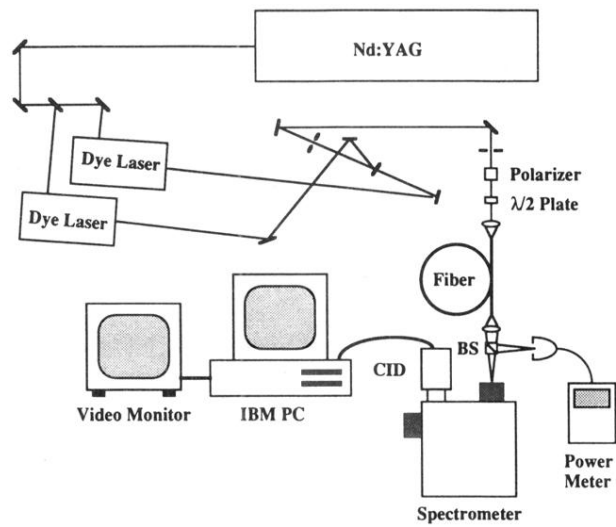 Nd:YAG
Dye Laser
Dye Laser
Polarizer
λ/2 Plate
Fiber
BS
CID
Video Monitor
IBM PC
Power
Meter
Spectrometer